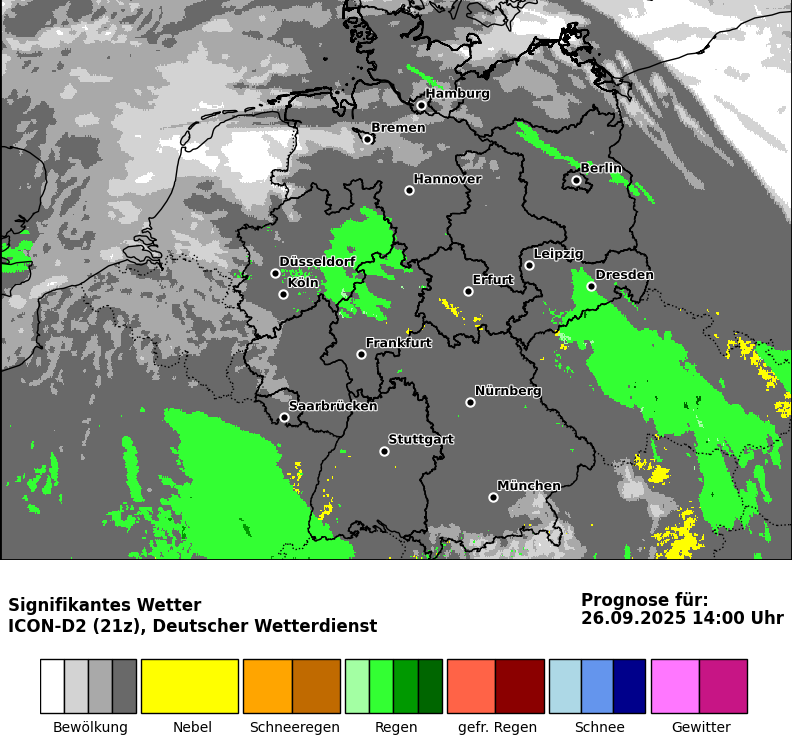 Hamburg
Bremen
Berlin
Hannover
Leipzig
Düsseldorf
Dresden
Köln
Erfurt
Frankfurt
Nürnberg
Saarbrücken
Stuttgart
München
Signifikantes Wetter
ICON-D2 (21z), Deutscher Wetterdienst
Prognose für:
26.09.2025 14:00 Uhr
Bewölkung Nebel Schneeregen Regen gefr. Regen Schnee Gewitter